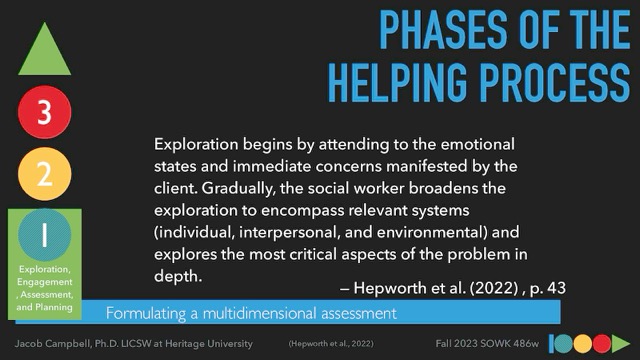 PHASES OF THE
HELPING PROCESS
3
2
1
Exploration,
Engagement
, Assessment,
and Planning
Exploration begins by attending to the emotional
states and immediate concerns manifested by the
client. Gradually, the social worker broadens the
exploration to encompass relevant systems
(individual, interpersonal, and environmental) and
explores the most critical aspects of the problem in
depth.
– Hepworth et al. (2022) , p. 43
Formulating a multidimensional assessment
Jacob Campbell, Ph.D. LICSW at Heritage University
(Hepworth et al., 2022)
Fall 2023 SOWK 486w